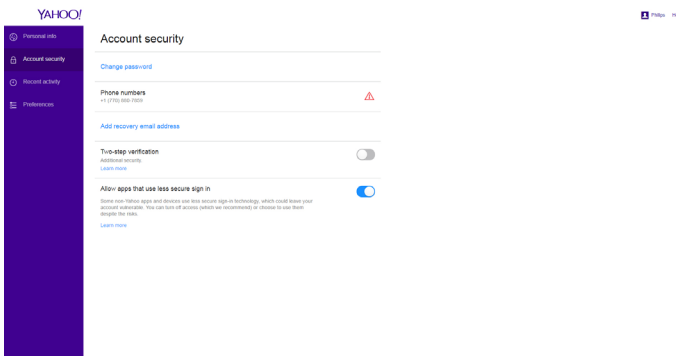 YAHOO!
Philips
Personal info
Account security
Recent activity
Preferences
Account security
Change password
Phone numbers
Add recovery email address
Two-step verification
Additional security.
Learn more
Allow apps that use less secure sign in
Some non-Yahoo apps and devices use less secure sign-in technology, which could leave your
account vulnerable. You can turn off access (which we recommend) or choose to use them
despite the risks.
Learn more